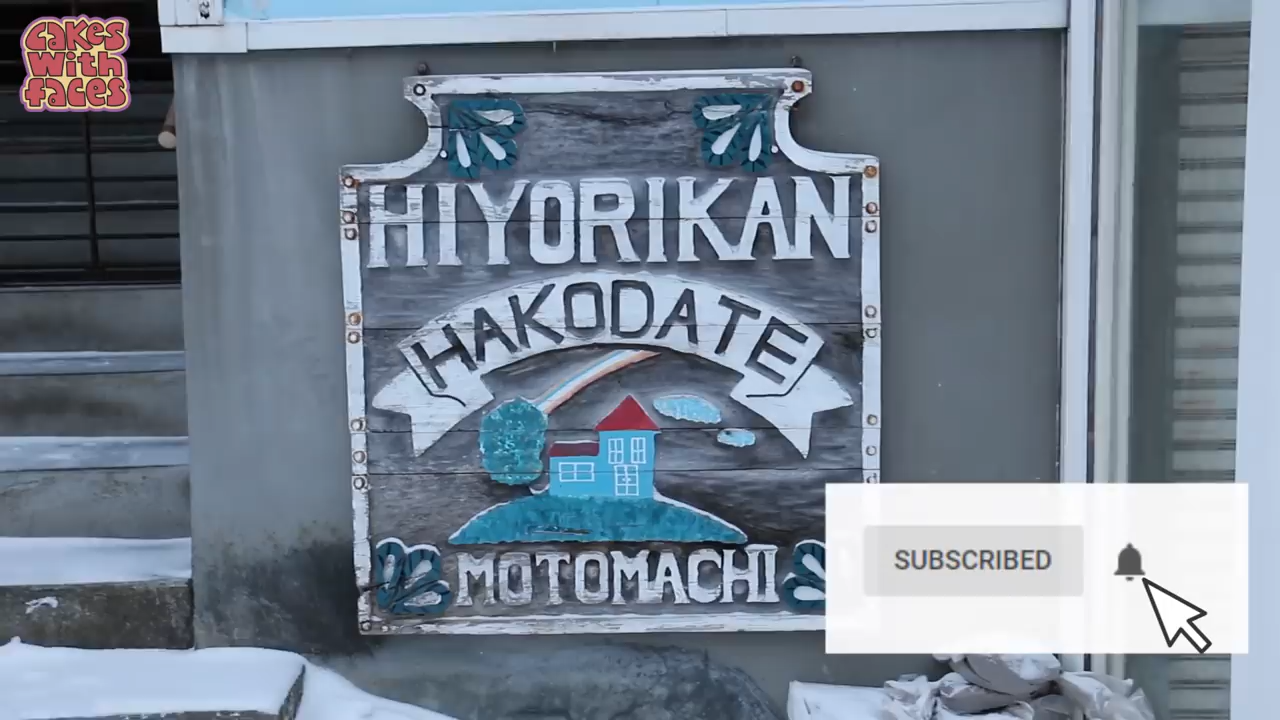 Cakes
With
faces
HIYORIKAN
HAKODATE
MOTOMACHI
SUBSCRIBED